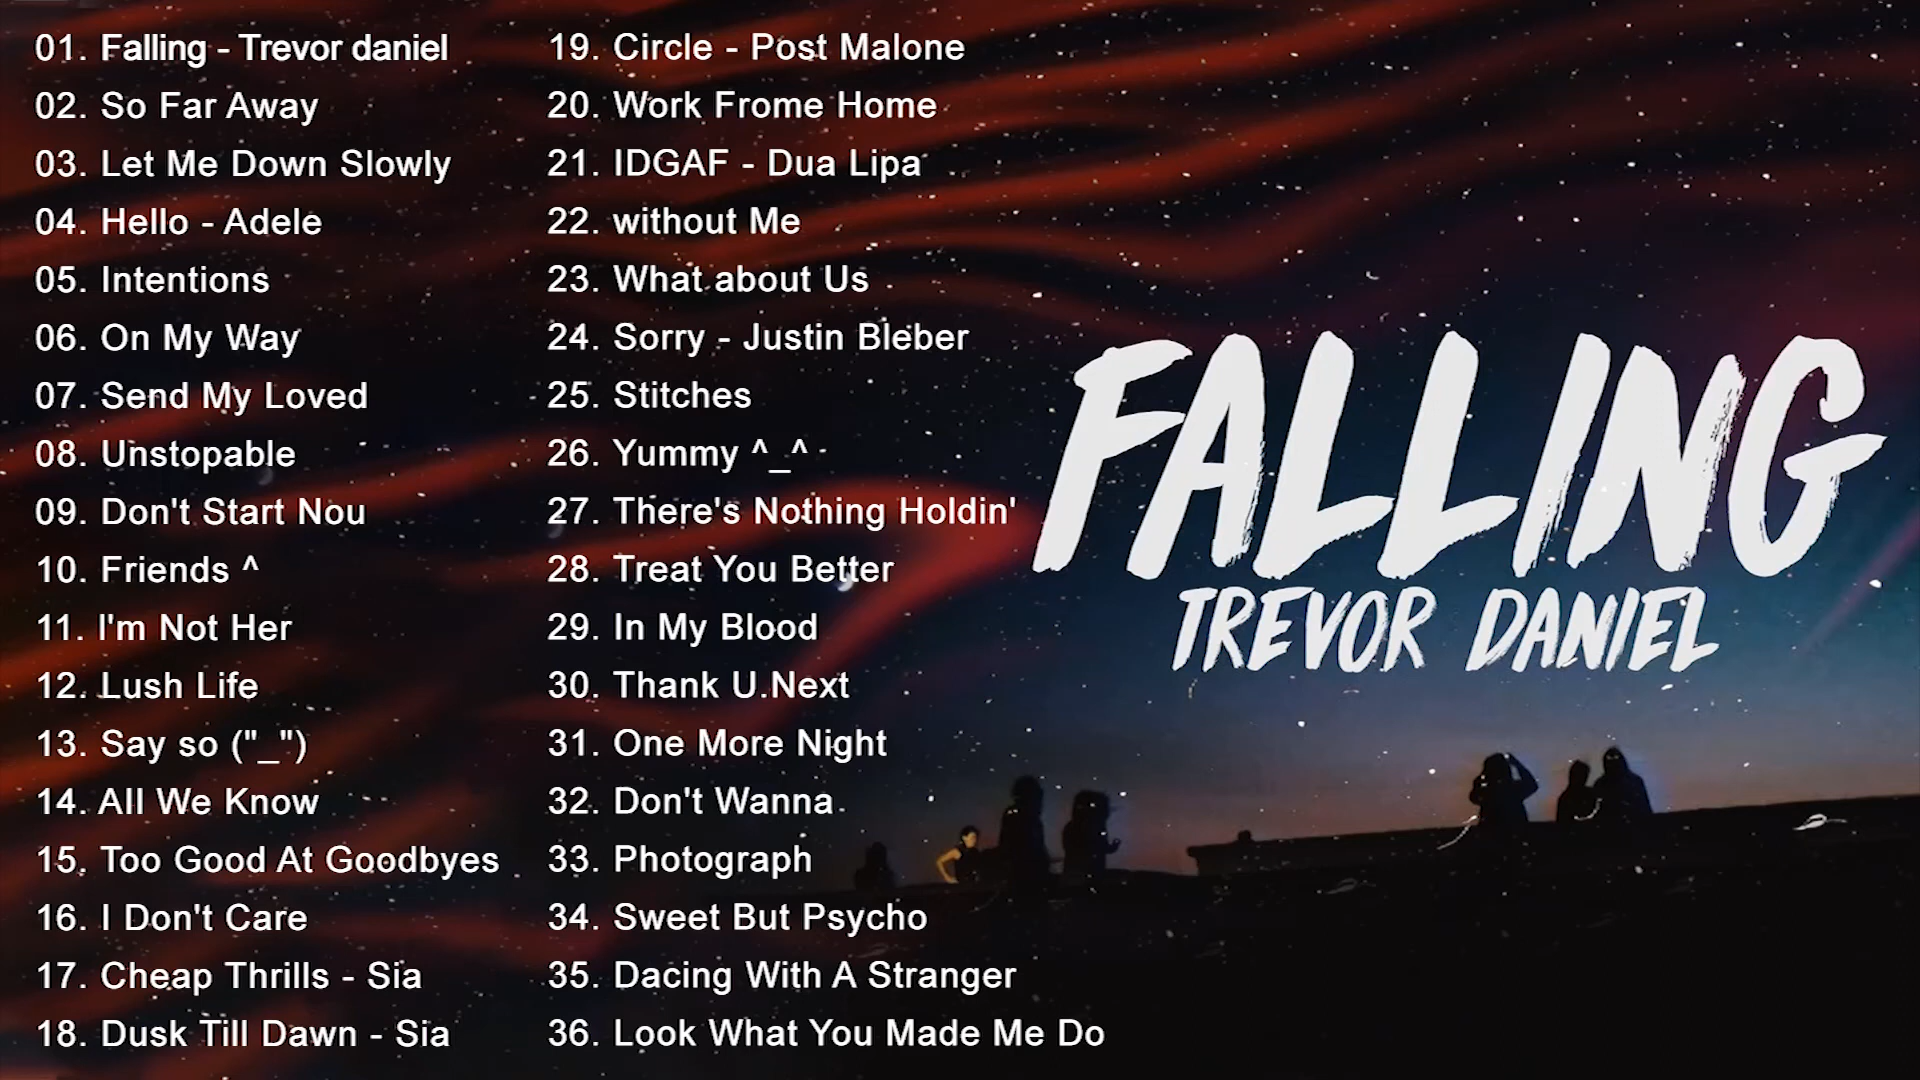 01. Falling - Trevor daniel
02. So Far Away
03. Let Me Down Slowly
04. Hello - Adele
05. Intentions
06. On My Way
07. Send My Loved
08. Unstopable
09. Don't Start Nou
10. Friends ^
11. I'm Not Her
12. Lush Life
13. Say so ("_")
14. All We Know
15. Too Good At Goodbyes
16. I Don't Care
17. Cheap Thrills - Sia
18. Dusk Till Dawn - Sia
19. Circle - Post Malone
20. Work Frome Home
21. IDGAF - Dua Lipa
22. without Me
23. What about Us
24. Sorry - Justin Bleber
25. Stitches
26. Yummy ^_^
27. There's Nothing Holdin'
28. Treat You Better
29. In My Blood
30. Thank U.Next
31. One More Night
32. Don't Wanna
33. Photograph
34. Sweet But Psycho
35. Dacing With A Stranger
36. Look What You Made Me Do
FALLING
TREVOR DANIEL